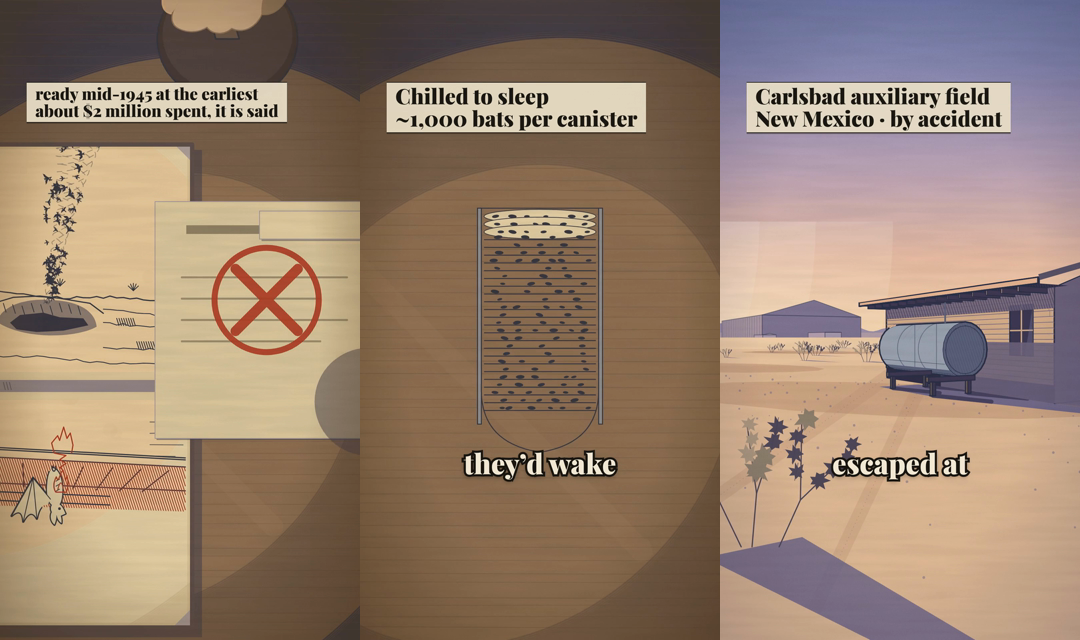 ready mid-1945 at the earliest
about $2 million spent, it is said
Chilled to sleep
~1,000 bats per canister
they'd wake
Carlsbad auxiliary field
New Mexico · by accident
escaped at